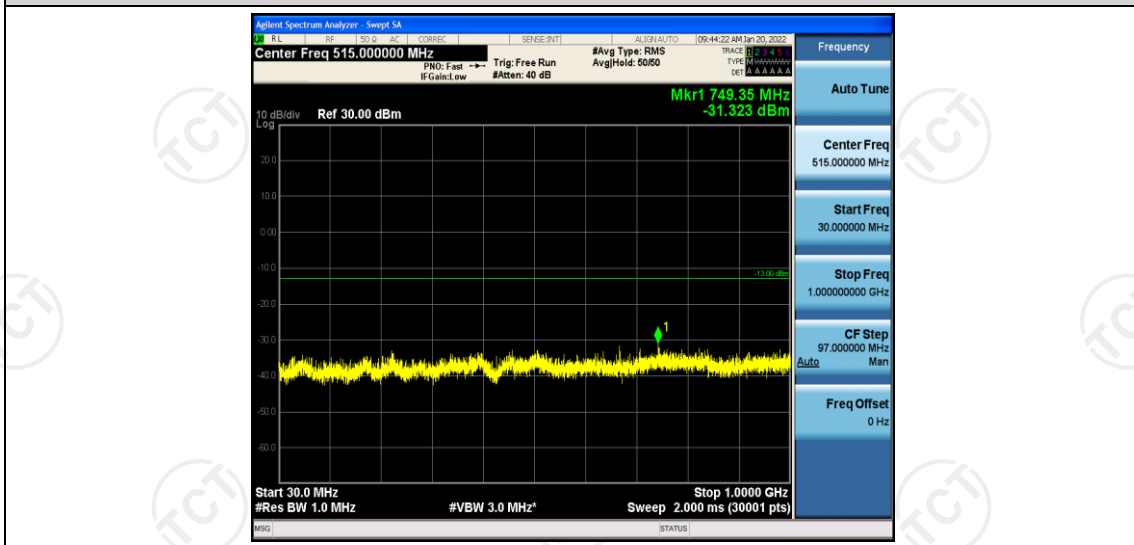 Agilent Spectrum Analyzer - Swept SA
RL RF 50 Ω AC CORREC SENSE:INT ALIGN AUTO 09:44:22 AM Jan 20, 2022
Center Freq 515.000000 MHz
PNO: Fast
IFGain:Low
Trig: Free Run
#Atten: 40 dB
#Avg Type: RMS
Avg|Hold: 50/50
TRACE 1 2 3 4 5 6
TYPE M
DET A A A A A A
Mkr1 749.35 MHz
-31.323 dBm
10 dB/div Ref 30.00 dBm
Log
20.0
10.0
0.00
-10.0
-13.00 dBm
-20.0
1
-30.0
-40.0
-50.0
-60.0
Start 30.0 MHz Stop 1.0000 GHz
#Res BW 1.0 MHz #VBW 3.0 MHz* Sweep 2.000 ms (30001 pts)
MSG STATUS
Frequency
Auto Tune
Center Freq
515.000000 MHz
Start Freq
30.000000 MHz
Stop Freq
1.000000000 GHz
CF Step
97.000000 MHz
Auto Man
Freq Offset
0 Hz
TCT
TCT
TCT
TCT
TCT
TCT